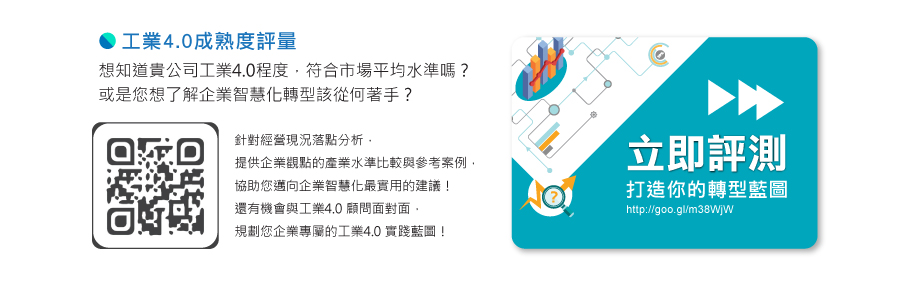 工業4.0成熟度評量
想知道貴公司工業4.0程度，符合市場平均水準嗎？
或是您想了解企業智慧化轉型該從何著手？
針對經營現況落點分析，
提供企業觀點的產業水準比較與參考案例，
協助您邁向企業智慧化最實用的建議！
還有機會與工業4.0 顧問面對面，
規劃您企業專屬的工業4.0 實踐藍圖！
立即評測
打造你的轉型藍圖
http://goo.gl/m38WjW